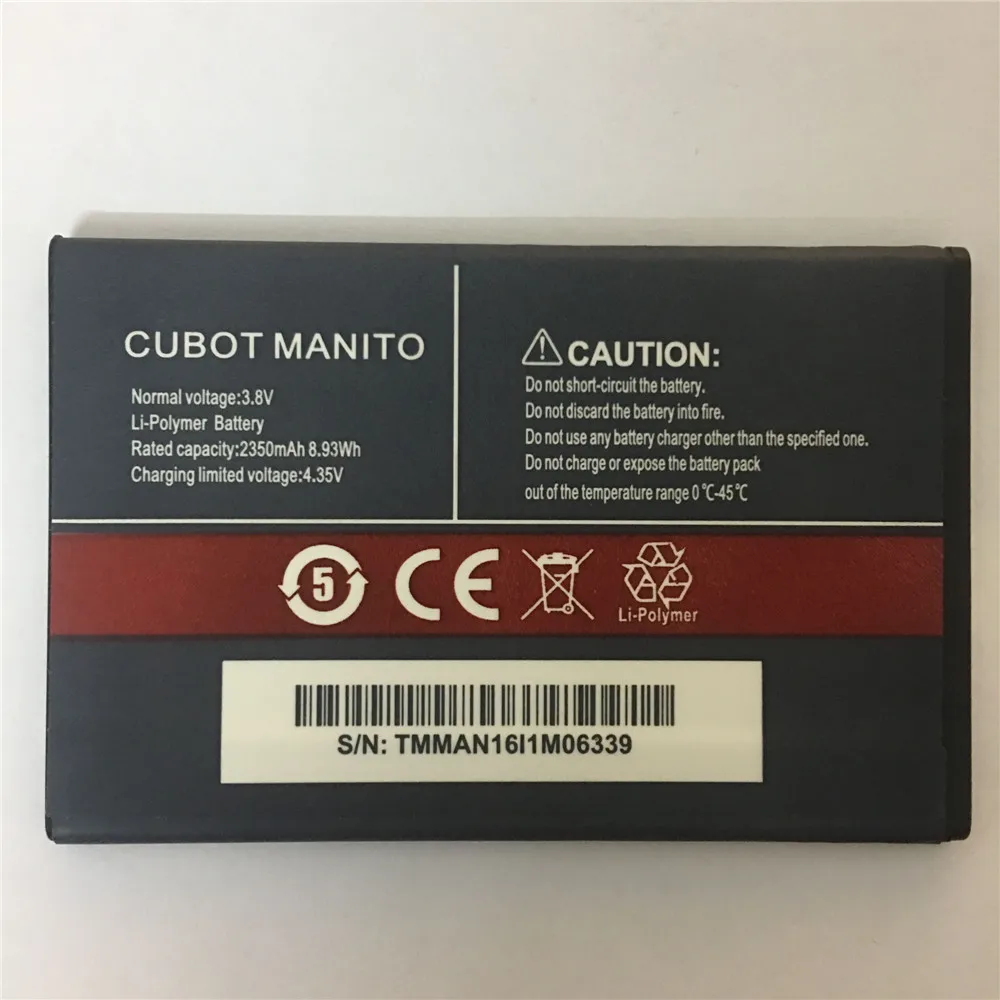 CUBOT MANITO
Normal voltage:3.8V
Li-Polymer Battery
Rated capacity:2350mAh 8.93Wh
Charging limited voltage:4.35V
CAUTION:
Do not short-circuit the battery.
Do not discard the battery into fire.
Do not use any battery charger other than the specified one.
Do not charge or expose the battery pack
out of the temperature range 0℃-45℃
5
CE
Li-Polymer
S/N: TMMAN16I1M06339